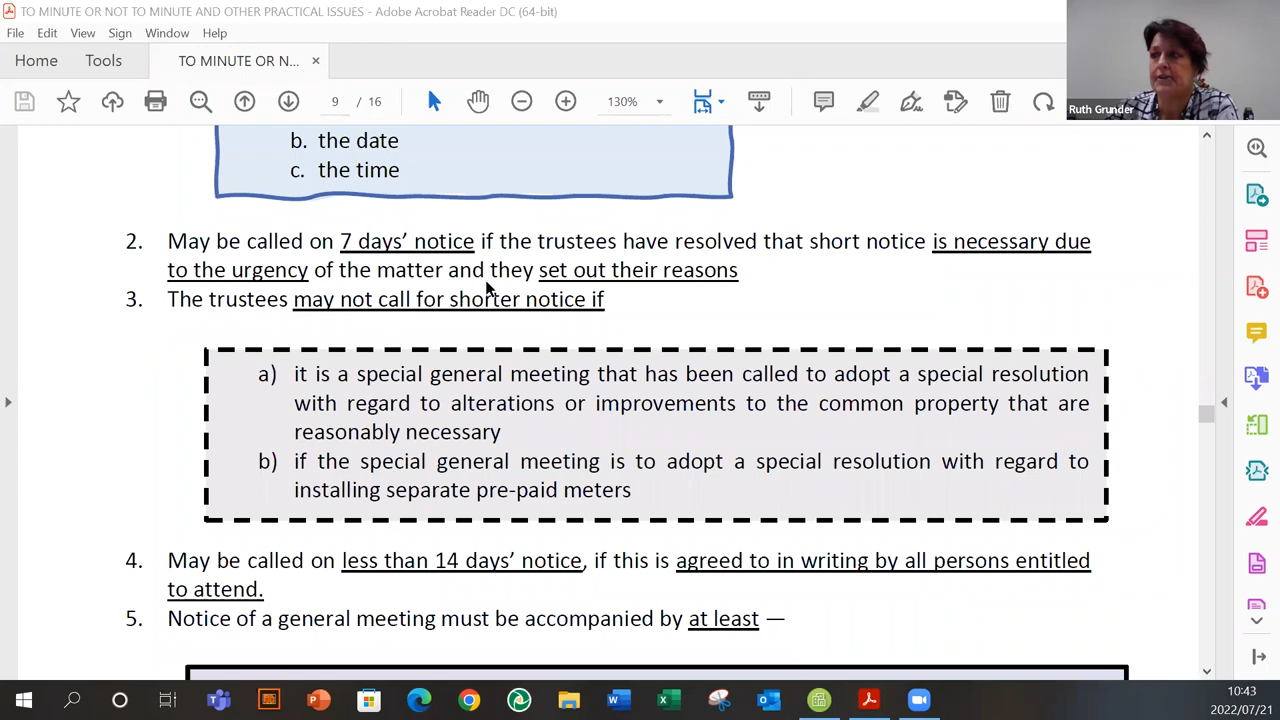 TO MINUTE OR NOT TO MINUTE AND OTHER PRACTICAL ISSUES - Adobe Acrobat Reader DC (64-bit)
File Edit View Sign Window Help
Home Tools TO MINUTE OR N... ×
9 / 16 130%
Ruth Grunder
b. the date
c. the time
2. May be called on 7 days’ notice if the trustees have resolved that short notice is necessary due
to the urgency of the matter and they set out their reasons
3. The trustees may not call for shorter notice if
a) it is a special general meeting that has been called to adopt a special resolution
with regard to alterations or improvements to the common property that are
reasonably necessary
b) if the special general meeting is to adopt a special resolution with regard to
installing separate pre-paid meters
4. May be called on less than 14 days’ notice, if this is agreed to in writing by all persons entitled
to attend.
5. Notice of a general meeting must be accompanied by at least —
10:43
2022/07/21